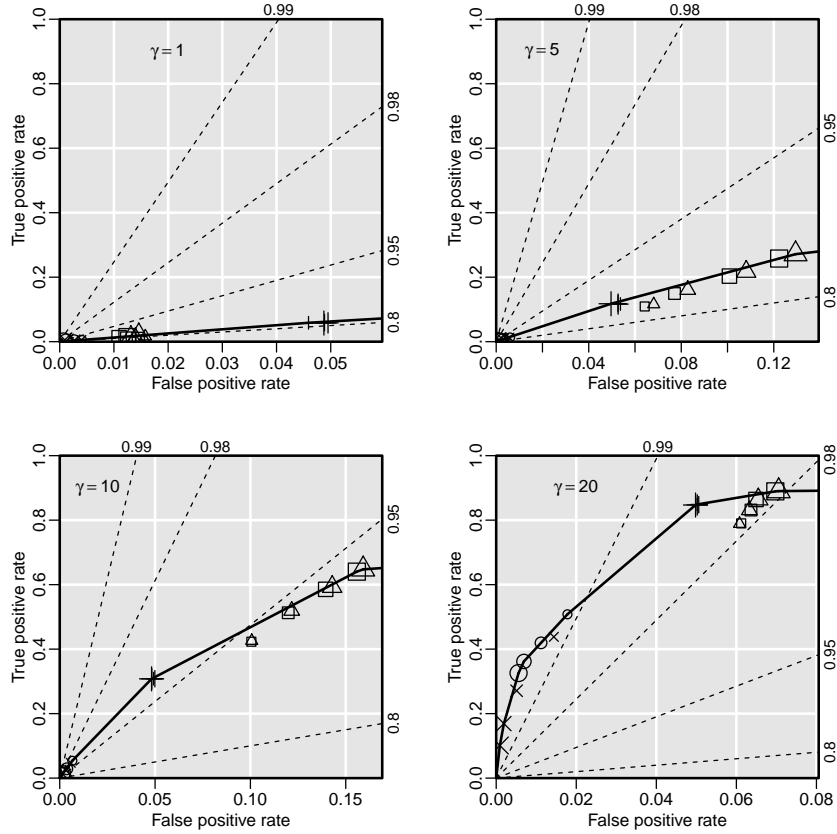 0.99
γ = 1
0.98
0.95
0.8
True positive rate
0.0 0.2 0.4 0.6 0.8 1.0
0.00 0.01 0.02 0.03 0.04 0.05
False positive rate
0.99
0.98
γ = 5
0.95
0.8
True positive rate
0.0 0.2 0.4 0.6 0.8 1.0
0.00 0.04 0.08 0.12
False positive rate
0.99
0.98
γ = 10
0.95
0.8
True positive rate
0.0 0.2 0.4 0.6 0.8 1.0
0.00 0.05 0.10 0.15
False positive rate
0.99
0.98
γ = 20
0.95
0.8
True positive rate
0.0 0.2 0.4 0.6 0.8 1.0
0.00 0.02 0.04 0.06 0.08
False positive rate